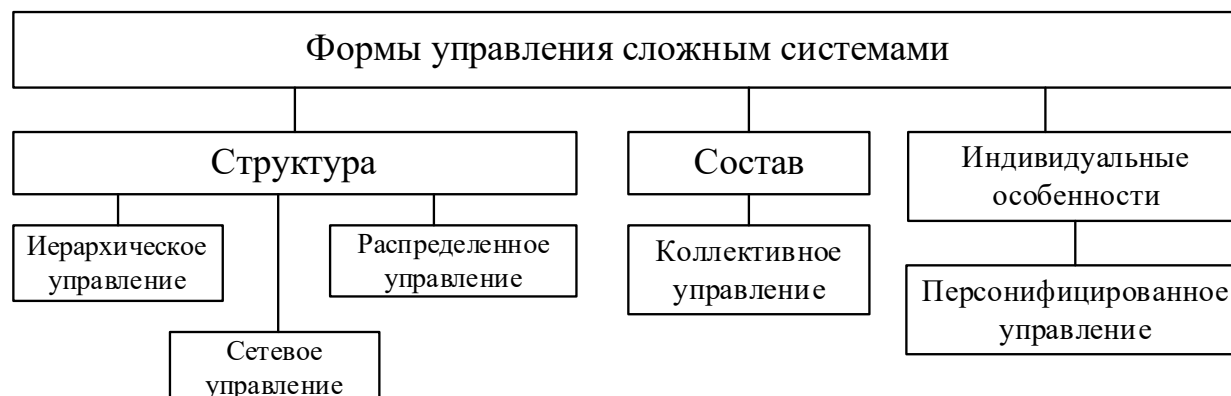 Формы управления сложным системами
Структура
Состав
Индивидуальные
особенности
Иерархическое
управление
Распределенное
управление
Коллективное
управление
Персонифицированное
управление
Сетевое
управление